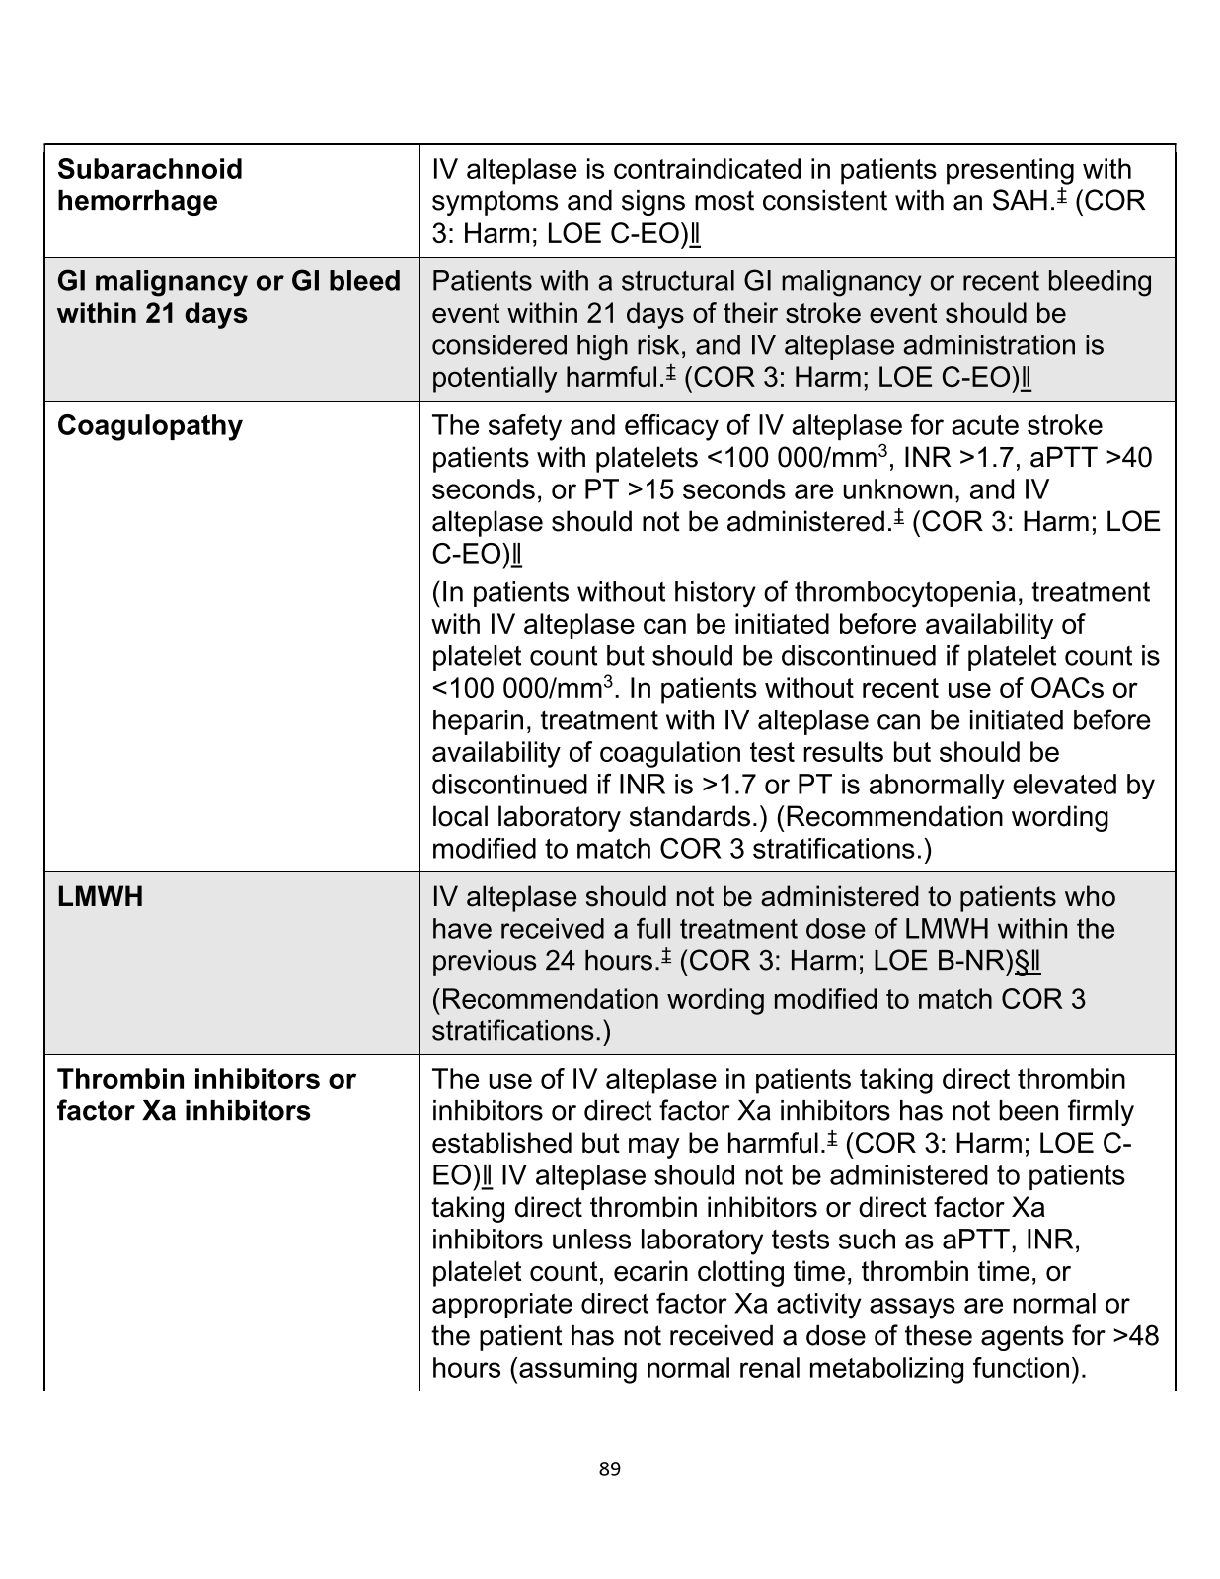 Subarachnoid
hemorrhage
IV alteplase is contraindicated in patients presenting with
symptoms and signs most consistent with an SAH.‡ (COR
3: Harm; LOE C-EO)‖
GI malignancy or GI bleed
within 21 days
Patients with a structural GI malignancy or recent bleeding
event within 21 days of their stroke event should be
considered high risk, and IV alteplase administration is
potentially harmful.‡ (COR 3: Harm; LOE C-EO)‖
Coagulopathy
The safety and efficacy of IV alteplase for acute stroke
patients with platelets <100 000/mm³, INR >1.7, aPTT >40
seconds, or PT >15 seconds are unknown, and IV
alteplase should not be administered.‡ (COR 3: Harm; LOE
C-EO)‖
(In patients without history of thrombocytopenia, treatment
with IV alteplase can be initiated before availability of
platelet count but should be discontinued if platelet count is
<100 000/mm³. In patients without recent use of OACs or
heparin, treatment with IV alteplase can be initiated before
availability of coagulation test results but should be
discontinued if INR is >1.7 or PT is abnormally elevated by
local laboratory standards.) (Recommendation wording
modified to match COR 3 stratifications.)
LMWH
IV alteplase should not be administered to patients who
have received a full treatment dose of LMWH within the
previous 24 hours.‡ (COR 3: Harm; LOE B-NR)§‖
(Recommendation wording modified to match COR 3
stratifications.)
Thrombin inhibitors or
factor Xa inhibitors
The use of IV alteplase in patients taking direct thrombin
inhibitors or direct factor Xa inhibitors has not been firmly
established but may be harmful.‡ (COR 3: Harm; LOE C-
EO)‖ IV alteplase should not be administered to patients
taking direct thrombin inhibitors or direct factor Xa
inhibitors unless laboratory tests such as aPTT, INR,
platelet count, ecarin clotting time, thrombin time, or
appropriate direct factor Xa activity assays are normal or
the patient has not received a dose of these agents for >48
hours (assuming normal renal metabolizing function).
89